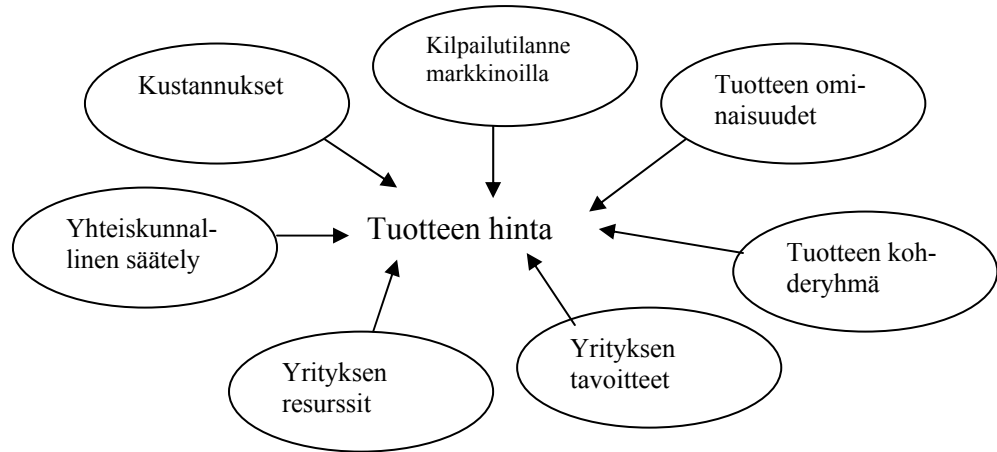 Kilpailutilanne
markkinoilla
Kustannukset
Tuotteen omi-
naisuudet
Yhteiskunnal-
linen säätely
Tuotteen hinta
Tuotteen koh-
deryhmä
Yrityksen
resurssit
Yrityksen
tavoitteet